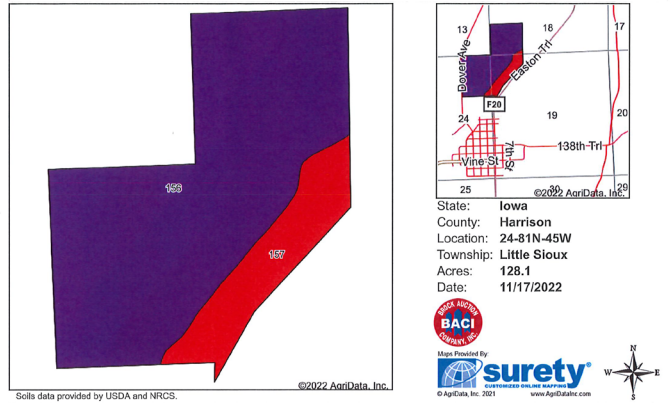 156
157
©2022 AgriData, Inc.
Soils data provided by USDA and NRCS.
13
18
17
Dover Ave
Easton Trl
F20
24
19
20
138th Trl
7th St
Vine St
25
30
29
©2022 AgriData, Inc.
State: Iowa
County: Harrison
Location: 24-81N-45W
Township: Little Sioux
Acres: 128.1
Date: 11/17/2022
BROCK AUCTION
BACI
COMPANY, INC.
Maps Provided By:
surety®
CUSTOMIZED ONLINE MAPPING
© AgriData, Inc. 2021
www.AgriDataInc.com
N
W
E
S